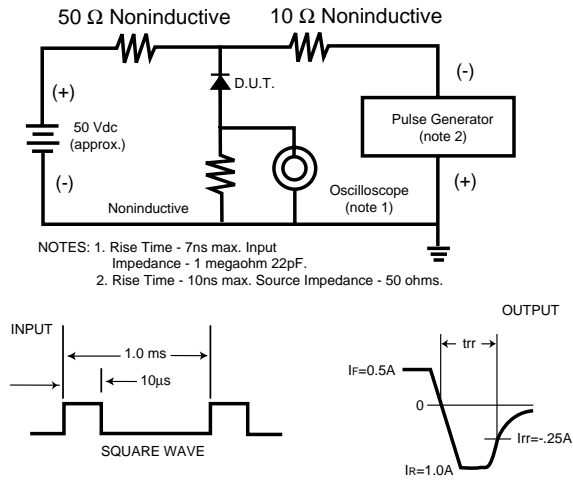 50 Ω Noninductive
10 Ω Noninductive
(+)
D.U.T.
(-)
50 Vdc
(approx.)
Pulse Generator
(note 2)
(-)
(+)
Noninductive
Oscilloscope
(note 1)
NOTES: 1. Rise Time - 7ns max. Input
Impedance - 1 megaohm 22pF.
2. Rise Time - 10ns max. Source Impedance - 50 ohms.
INPUT
1.0 ms
10µs
SQUARE WAVE
OUTPUT
trr
IF=0.5A
0
Irr=-.25A
IR=1.0A